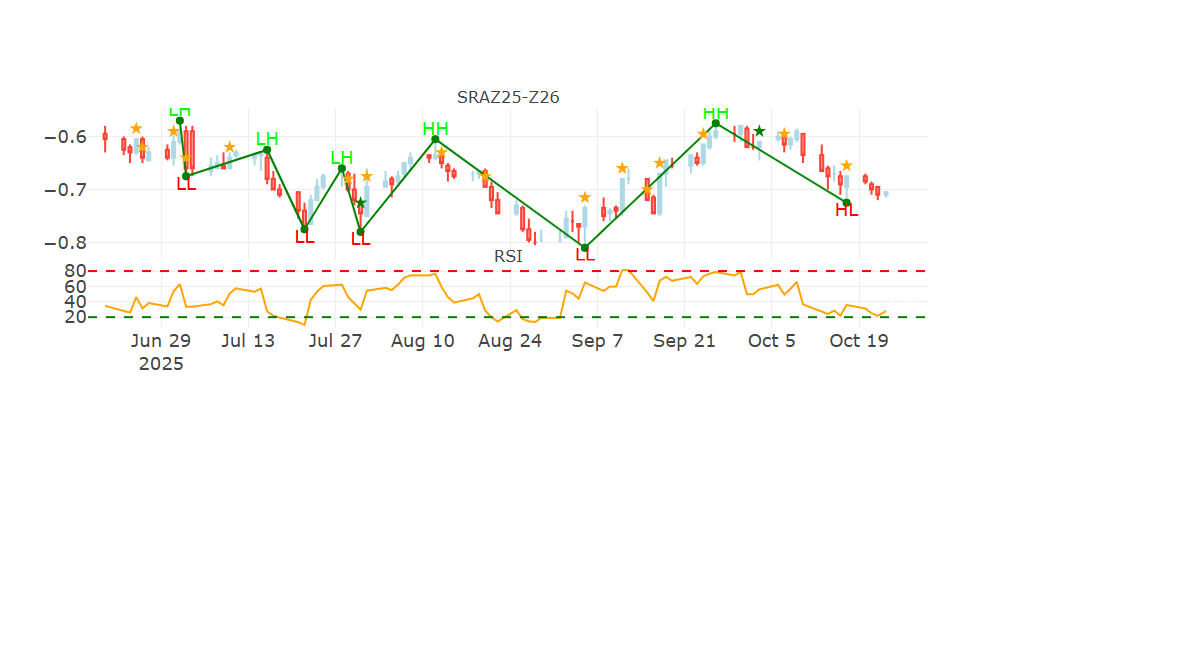 SRAZ25-Z26
LH
HH
HH
LH
LH
−0.6
−0.7
−0.8
LL
LL
LL
LL
HL
RSI
80
60
40
20
Jun 29
2025
Jul 13
Jul 27
Aug 10
Aug 24
Sep 7
Sep 21
Oct 5
Oct 19